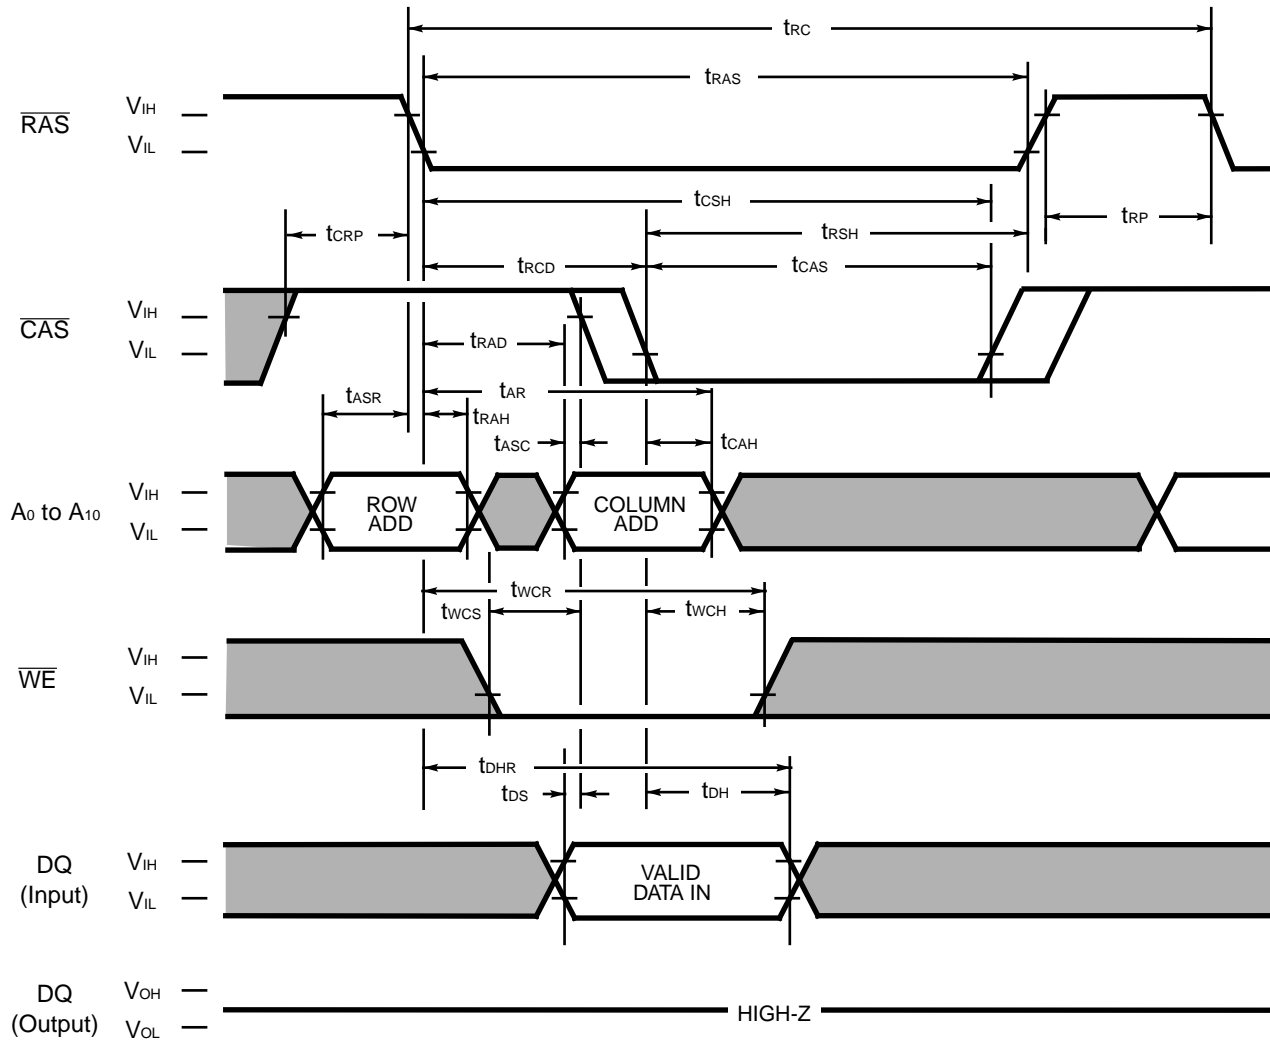 tRC
tRAS
RAS
VIH
VIL
tCSH
tCRP
tRSH
tRP
tRCD
tCAS
CAS
VIH
VIL
tRAD
tAR
tASR
tRAH
tASC
tCAH
A0 to A10
VIH
VIL
ROW
ADD
COLUMN
ADD
tWCR
tWCS
tWCH
WE
VIH
VIL
tDHR
tDS
tDH
DQ
(Input)
VIH
VIL
VALID
DATA IN
DQ
(Output)
VOH
VOL
HIGH-Z